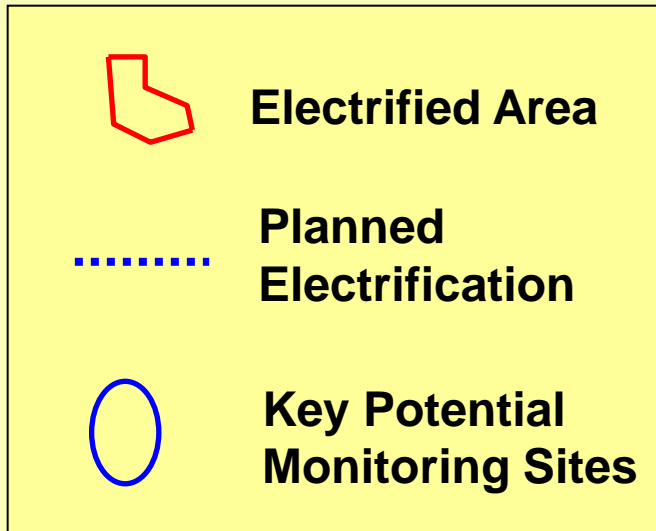 Electrified Area
Planned
Electrification
Key Potential
Monitoring Sites